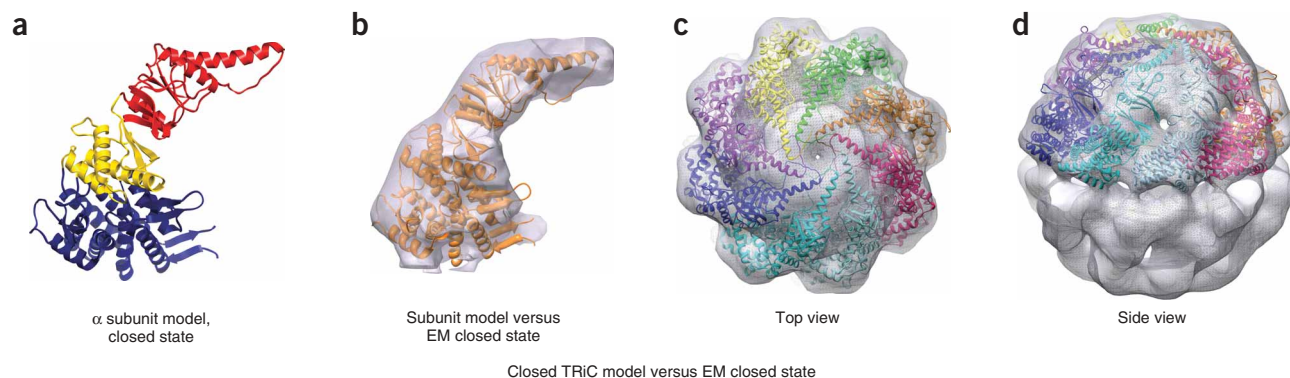 a
b
c
d
α subunit model,
closed state
Subunit model versus
EM closed state
Top view
Side view
Closed TRiC model versus EM closed state